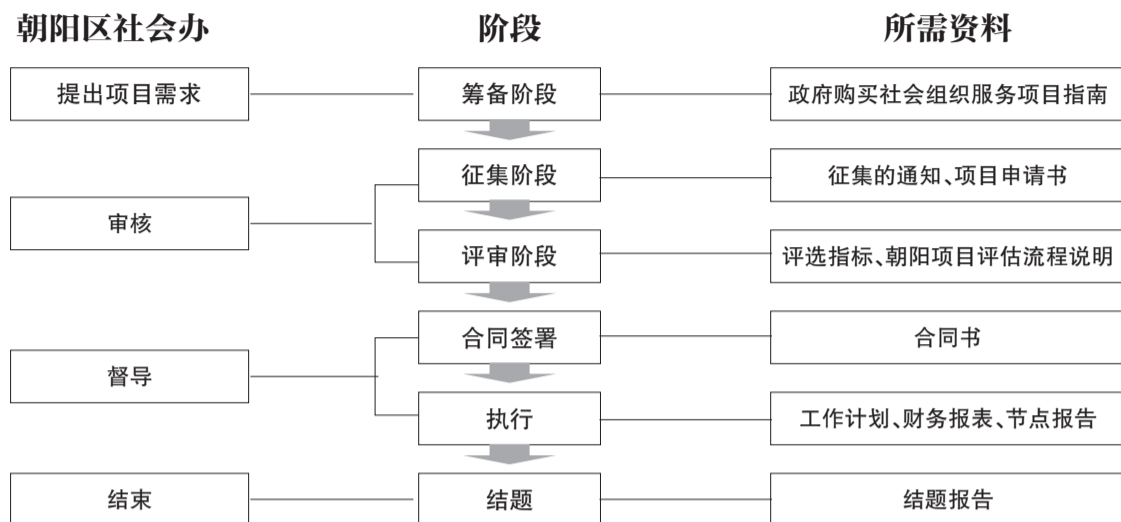 朝阳区社会办
阶段
所需资料
提出项目需求
筹备阶段
政府购买社会组织服务项目指南
征集阶段
征集的通知、项目申请书
审核
评审阶段
评选指标、朝阳项目评估流程说明
合同签署
合同书
督导
执行
工作计划、财务报表、节点报告
结束
结题
结题报告